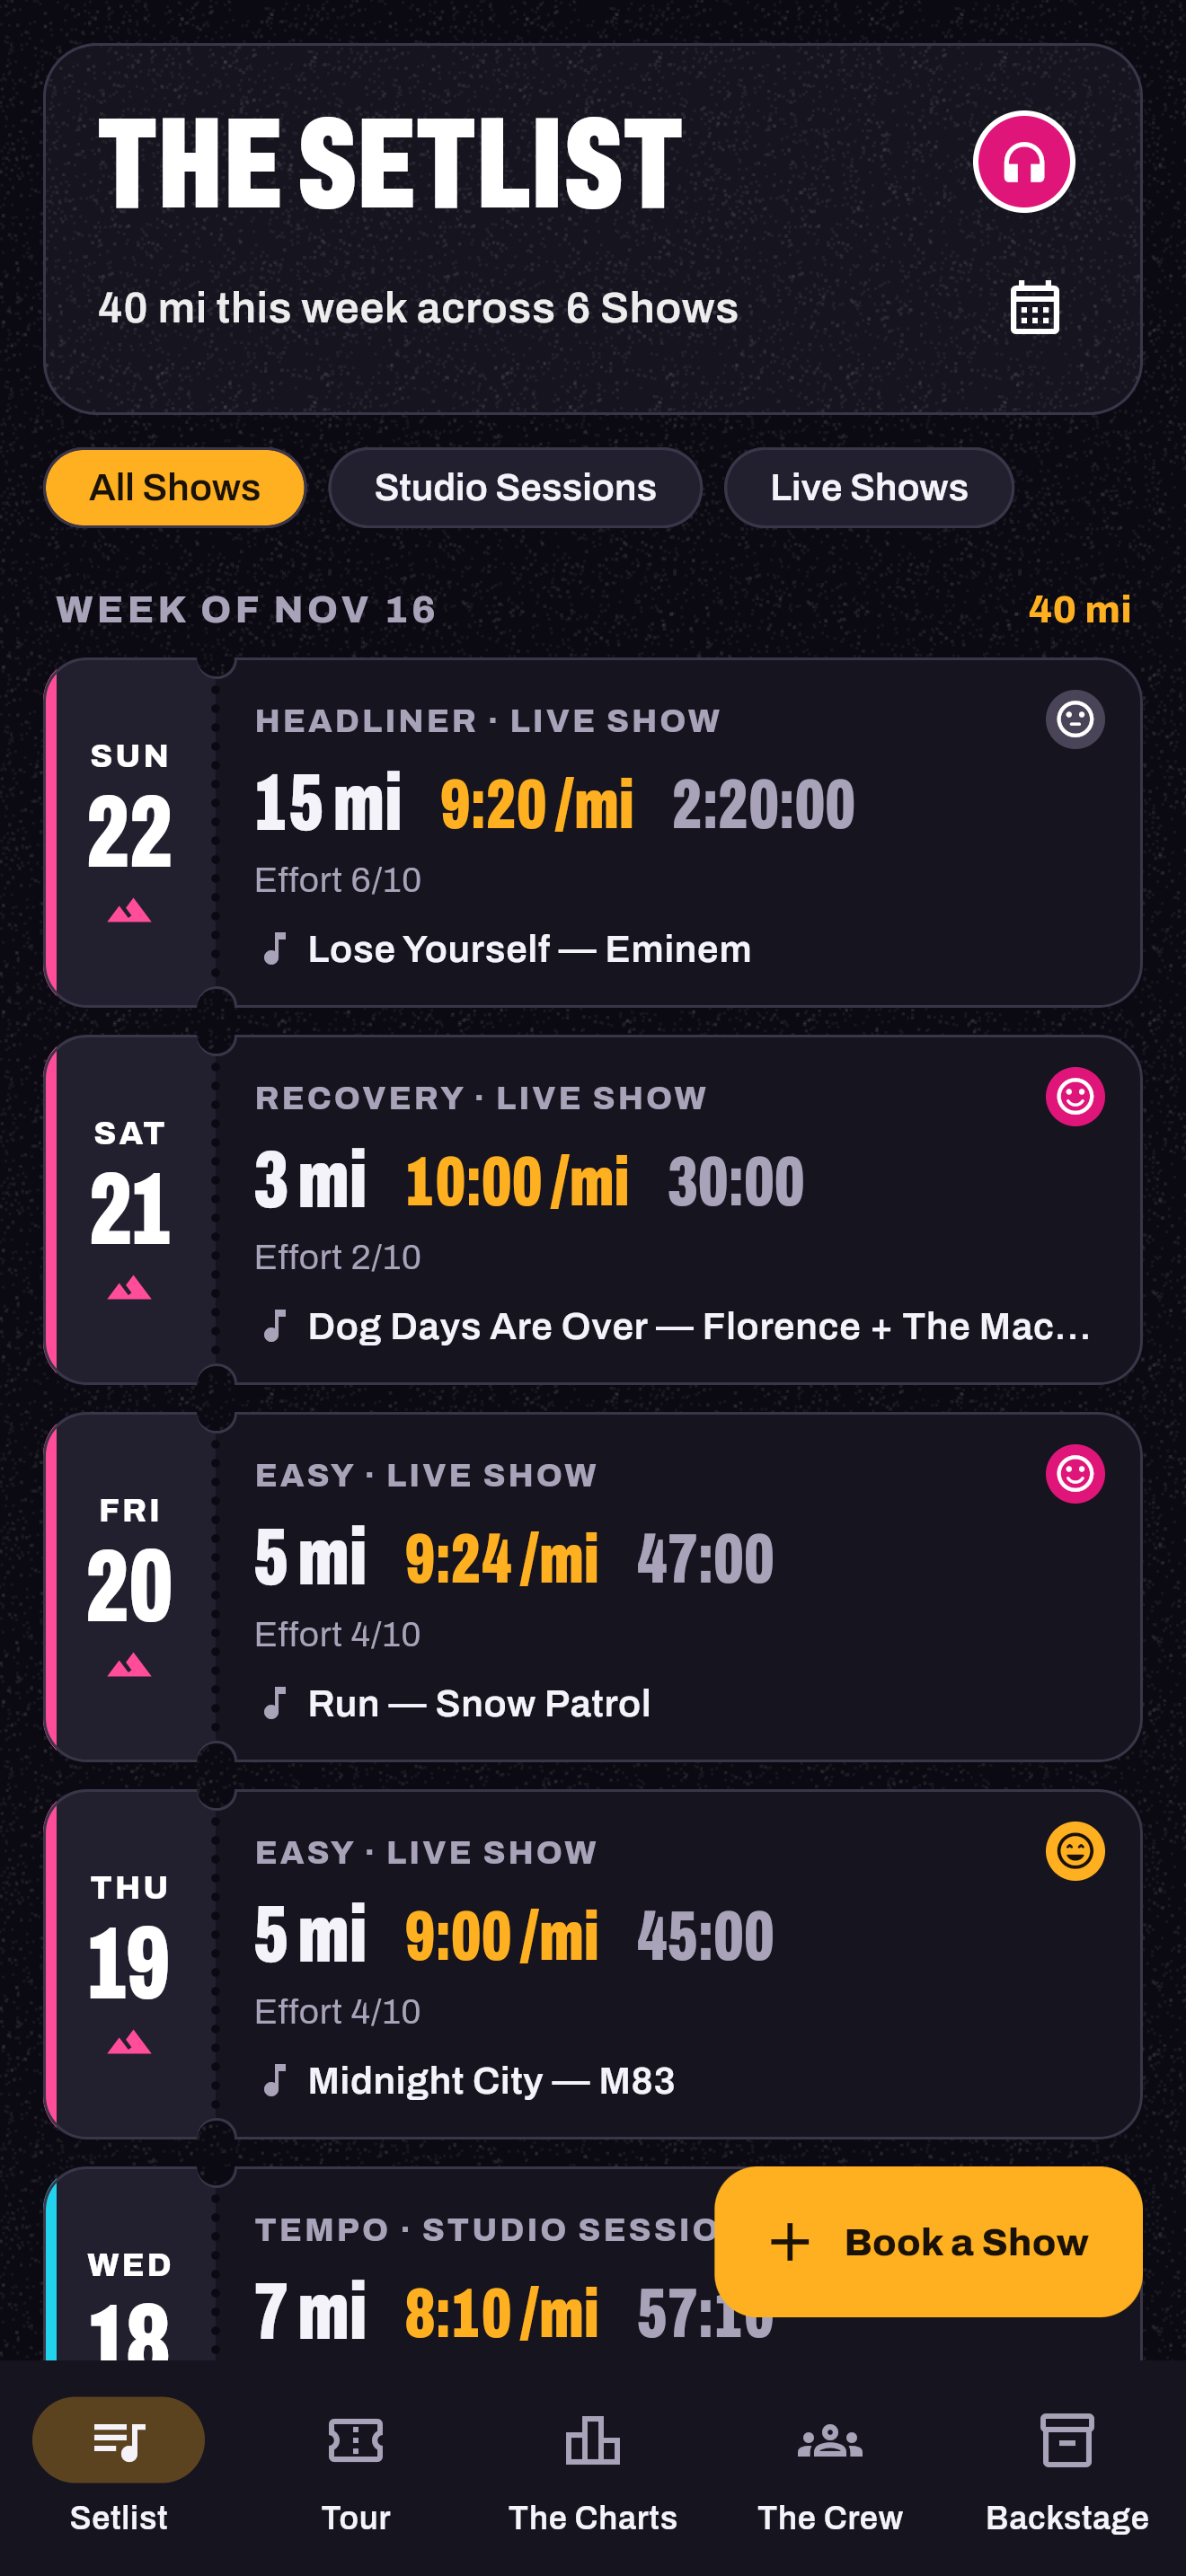 THE SETLIST
40 mi this week across 6 Shows
All Shows
Studio Sessions
Live Shows
WEEK OF NOV 16
40 mi
SUN
22
HEADLINER · LIVE SHOW
15 mi 9:20 /mi 2:20:00
Effort 6/10
Lose Yourself — Eminem
SAT
21
RECOVERY · LIVE SHOW
3 mi 10:00 /mi 30:00
Effort 2/10
Dog Days Are Over — Florence + The Mac...
FRI
20
EASY · LIVE SHOW
5 mi 9:24 /mi 47:00
Effort 4/10
Run — Snow Patrol
THU
19
EASY · LIVE SHOW
5 mi 9:00 /mi 45:00
Effort 4/10
Midnight City — M83
WED
18
TEMPO · STUDIO SESSIO
7 mi 8:10 /mi 57:10
Book a Show
Setlist
Tour
The Charts
The Crew
Backstage